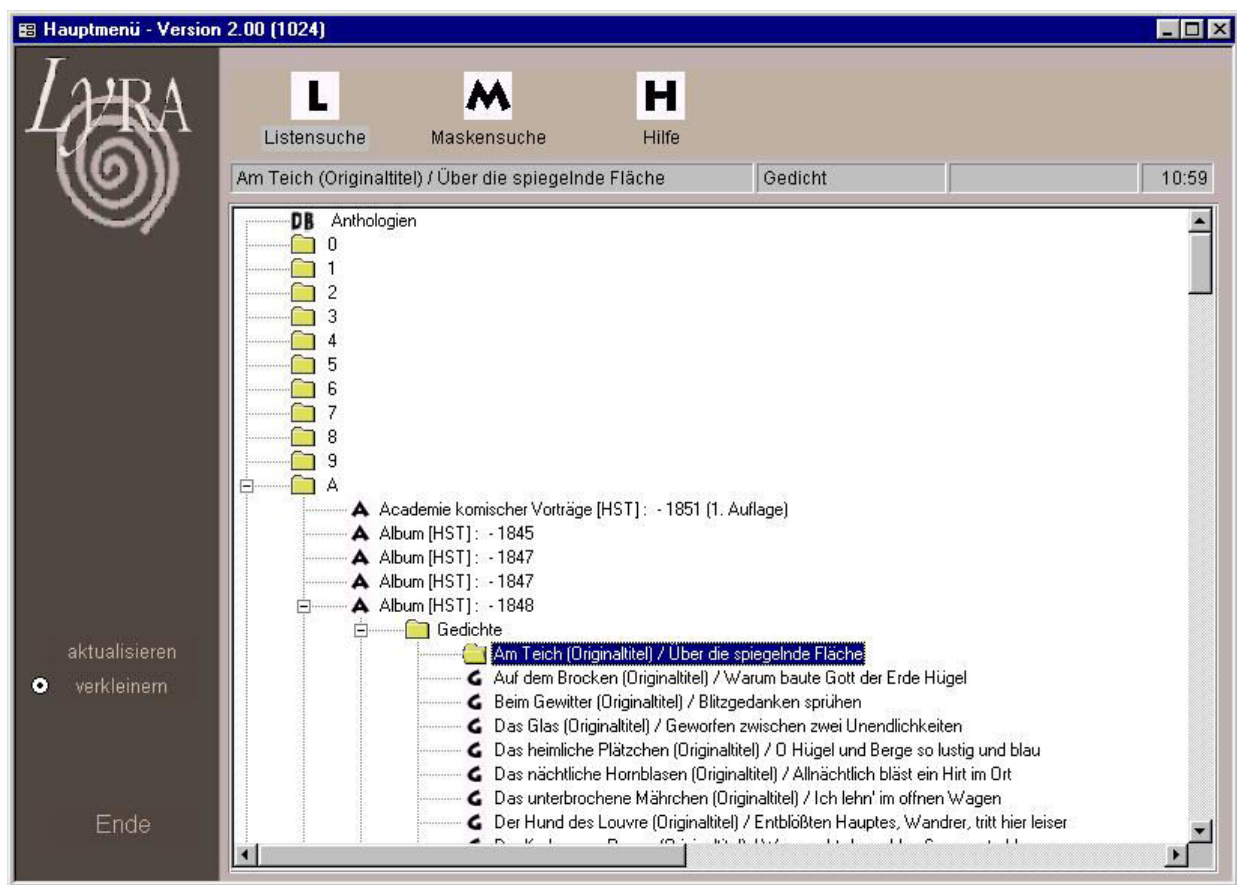 Hauptmenü - Version 2.00 (1024)
LYRA
L M H
Listensuche Maskensuche Hilfe
Am Teich (Originaltitel) / Über die spiegelnde Fläche Gedicht 10:59
DB Anthologien
0
1
2
3
4
5
6
7
8
9
A
A Academie komischer Vorträge [HST] : - 1851 (1. Auflage)
A Album [HST] : - 1845
A Album [HST] : - 1847
A Album [HST] : - 1847
A Album [HST] : - 1848
Gedichte
Am Teich (Originaltitel) / Über die spiegelnde Fläche
G Auf dem Brocken (Originaltitel) / Warum baute Gott der Erde Hügel
G Beim Gewitter (Originaltitel) / Blitzgedanken sprühen
G Das Glas (Originaltitel) / Geworfen zwischen zwei Unendlichkeiten
G Das heimliche Plätzchen (Originaltitel) / O Hügel und Berge so lustig und blau
G Das nächtliche Hornblasen (Originaltitel) / Allnächtlich bläst ein Hirt im Ort
G Das unterbrochene Mährchen (Originaltitel) / Ich lehn' im offnen Wagen
G Der Hund des Louvre (Originaltitel) / Entblößten Hauptes, Wandrer, tritt hier leiser
aktualisieren
verkleinern
Ende